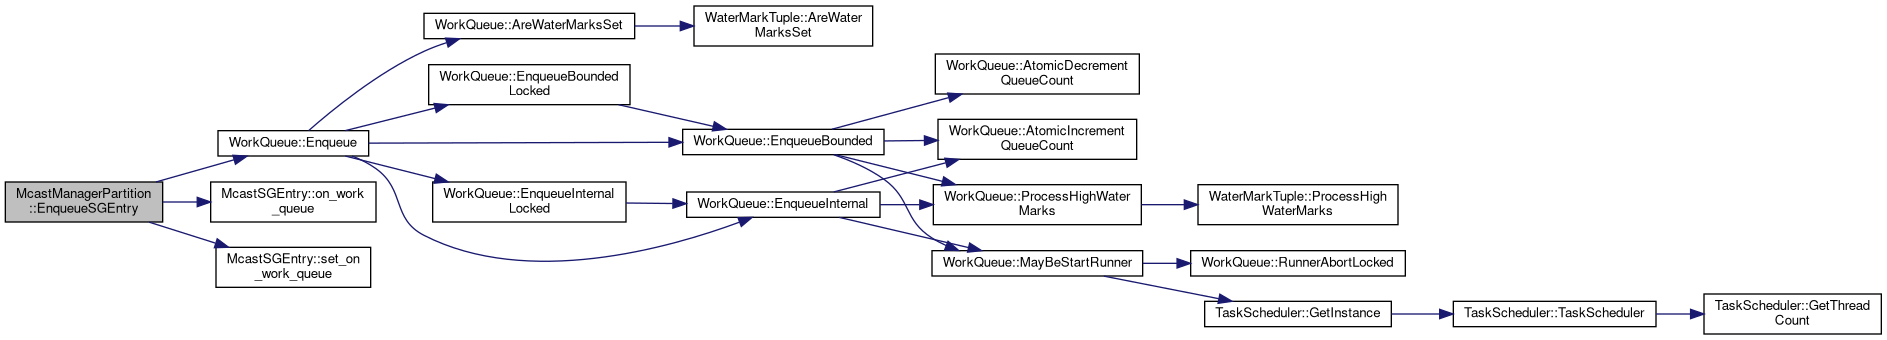 McastManagerPartition
::EnqueueSGEntry
WorkQueue::Enqueue
McastSGEntry::on_work
_queue
McastSGEntry::set_on
_work_queue
WorkQueue::AreWaterMarksSet
WorkQueue::EnqueueBounded
Locked
WorkQueue::EnqueueInternal
Locked
WaterMarkTuple::AreWater
MarksSet
WorkQueue::EnqueueBounded
WorkQueue::EnqueueInternal
WorkQueue::AtomicDecrement
QueueCount
WorkQueue::AtomicIncrement
QueueCount
WorkQueue::ProcessHighWater
Marks
WorkQueue::MayBeStartRunner
WaterMarkTuple::ProcessHigh
WaterMarks
WorkQueue::RunnerAbortLocked
TaskScheduler::GetInstance
TaskScheduler::TaskScheduler
TaskScheduler::GetThread
Count